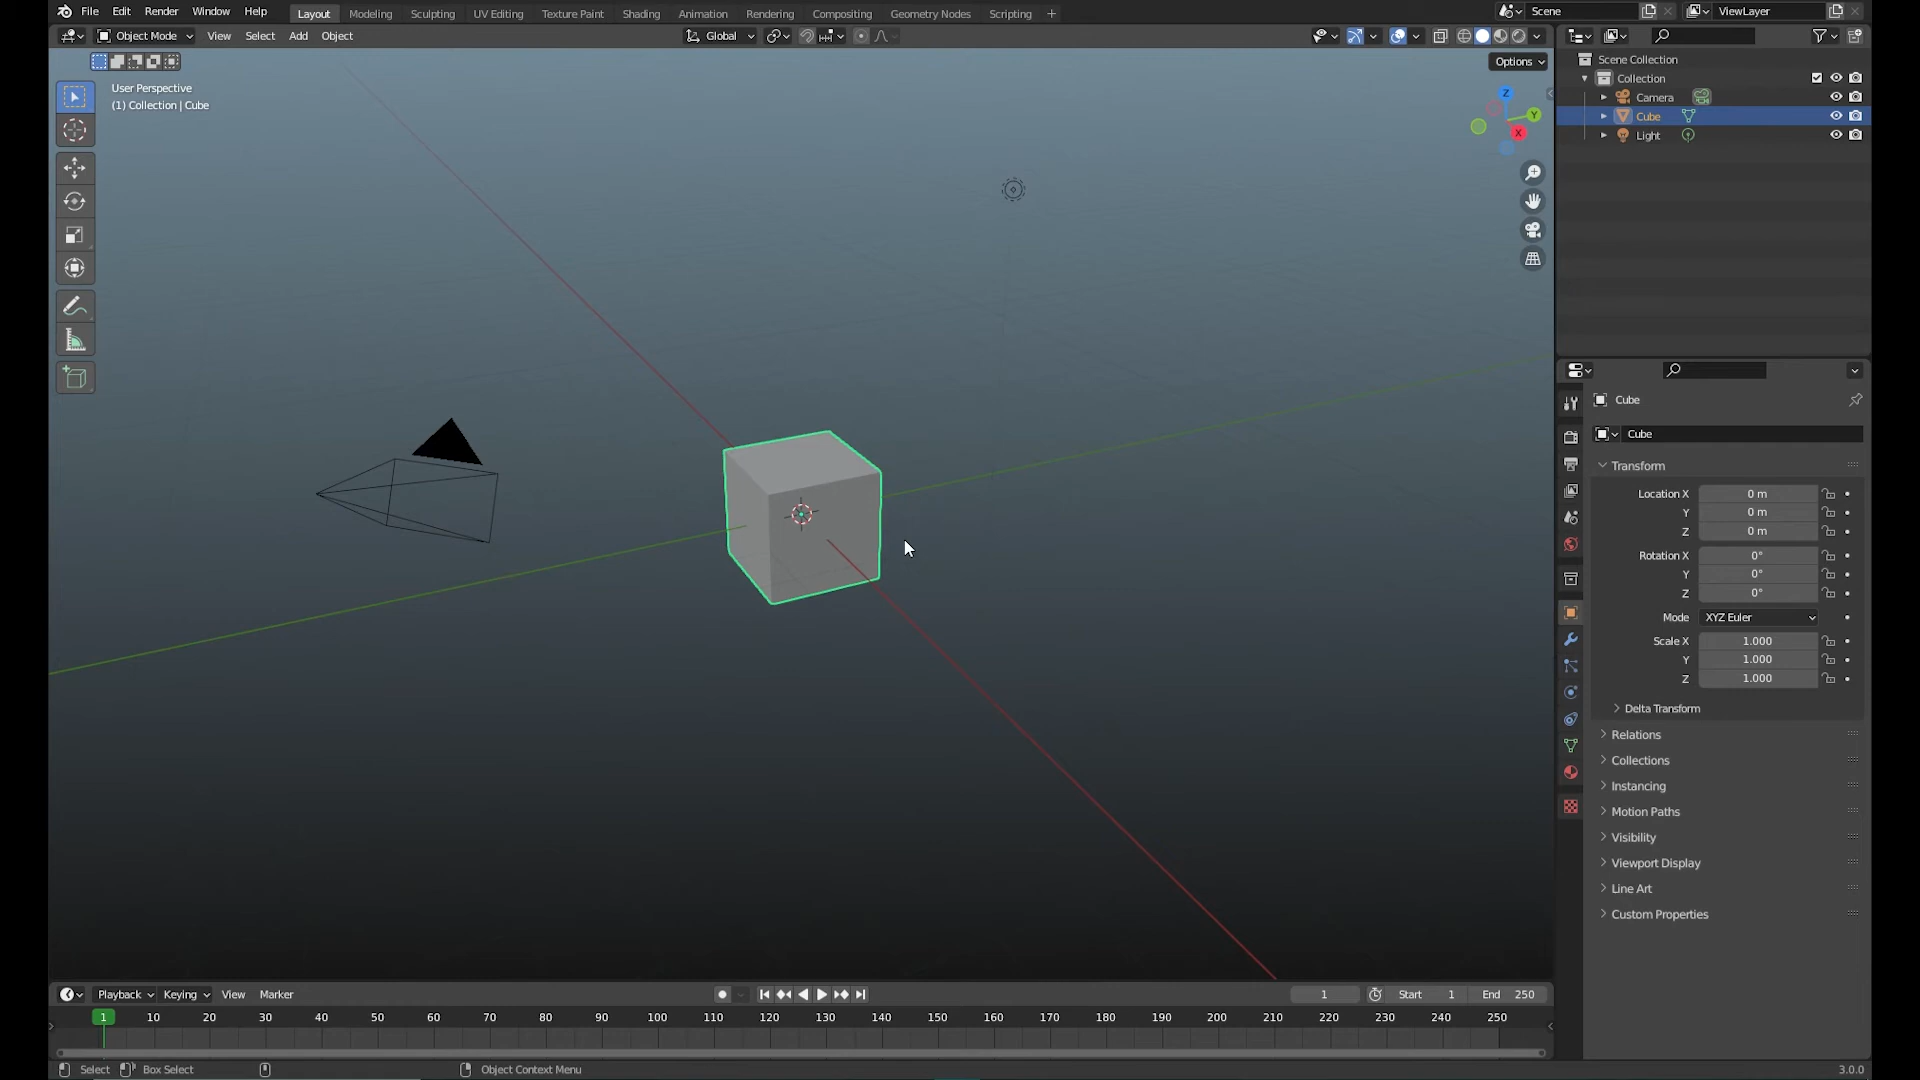 File Edit Render Window Help Layout Modeling Sculpting UV Editing Texture Paint Shading Animation Rendering Compositing Geometry Nodes Scripting + Scene ViewLayer
Object Mode View Select Add Object Global
Options
User Perspective
(1) Collection | Cube
Z
Y
X
Scene Collection
Collection
Camera
Cube
Light
Cube
Cube
Transform
Location X 0 m
Y 0 m
Z 0 m
Rotation X 0°
Y 0°
Z 0°
Mode XYZ Euler
Scale X 1.000
Y 1.000
Z 1.000
Delta Transform
Relations
Collections
Instancing
Motion Paths
Visibility
Viewport Display
Line Art
Custom Properties
Playback Keying View Marker 1 Start 1 End 250
1 10 20 30 40 50 60 70 80 90 100 110 120 130 140 150 160 170 180 190 200 210 220 230 240 250
Select Box Select Object Context Menu 3.0.0